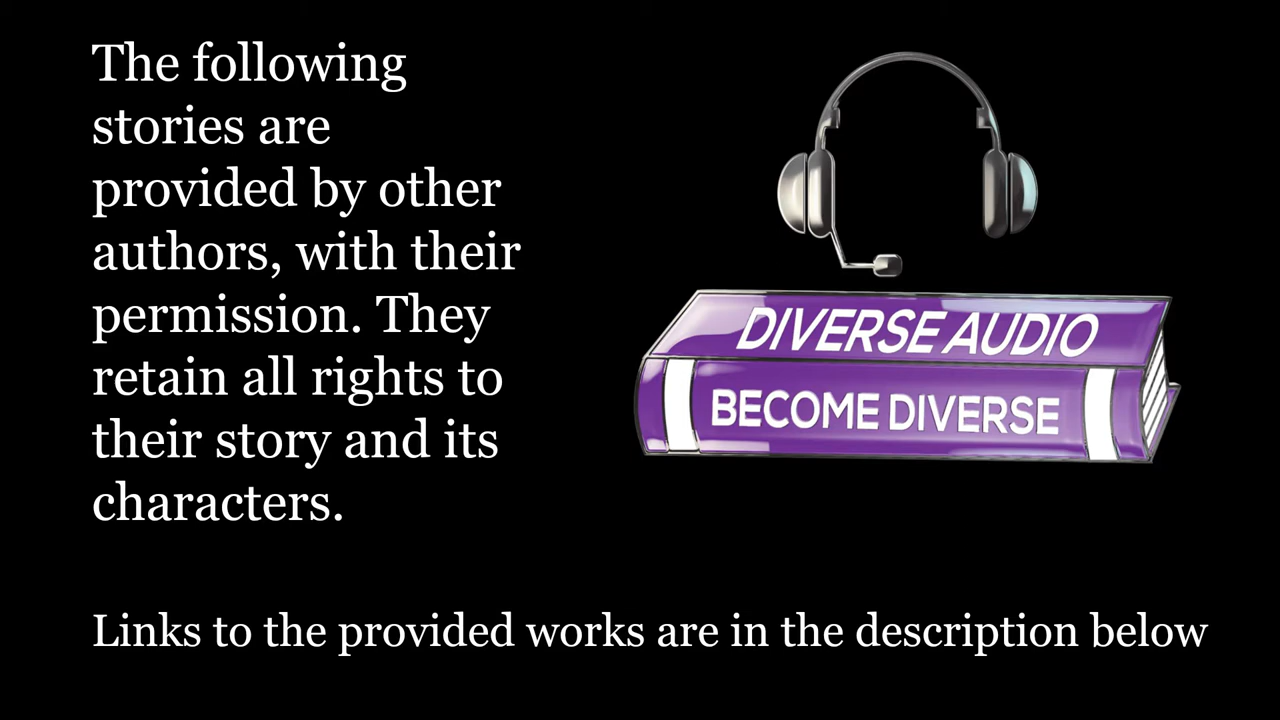 The following
stories are
provided by other
authors, with their
permission. They
retain all rights to
their story and its
characters.
DIVERSE AUDIO
BECOME DIVERSE
Links to the provided works are in the description below